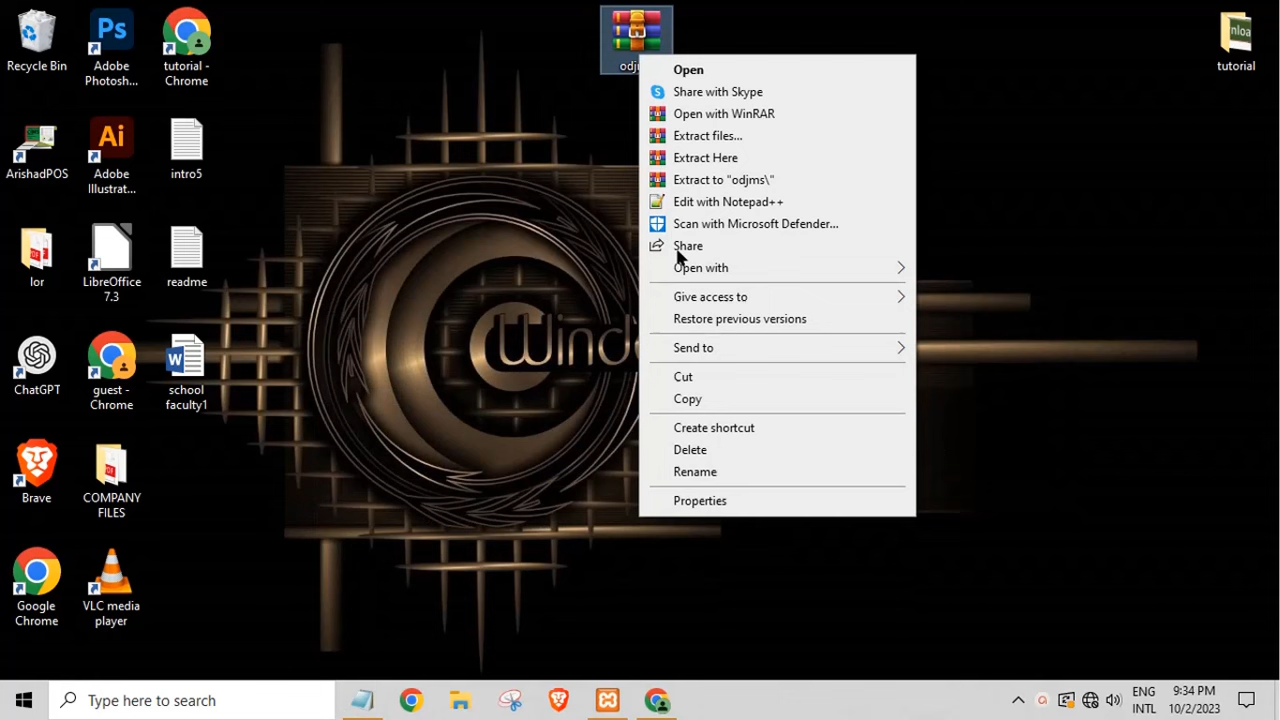 Recycle Bin
Adobe
Photosh...
tutorial -
Chrome
ArishadPOS
Adobe
Illustrat...
intro5
lor
LibreOffice
7.3
readme
ChatGPT
guest -
Chrome
school
faculty1
Brave
COMPANY
FILES
Google
Chrome
VLC media
player
nloa
tutorial
Open
Share with Skype
Open with WinRAR
Extract files...
Extract Here
Extract to "odjms\"
Edit with Notepad++
Scan with Microsoft Defender...
Share
Open with
Give access to
Restore previous versions
Send to
Cut
Copy
Create shortcut
Delete
Rename
Properties
Type here to search
ENG
INTL
9:34 PM
10/2/2023